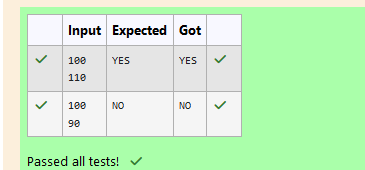 Input Expected Got
100 YES YES
110
100 NO NO
90
Passed all tests!